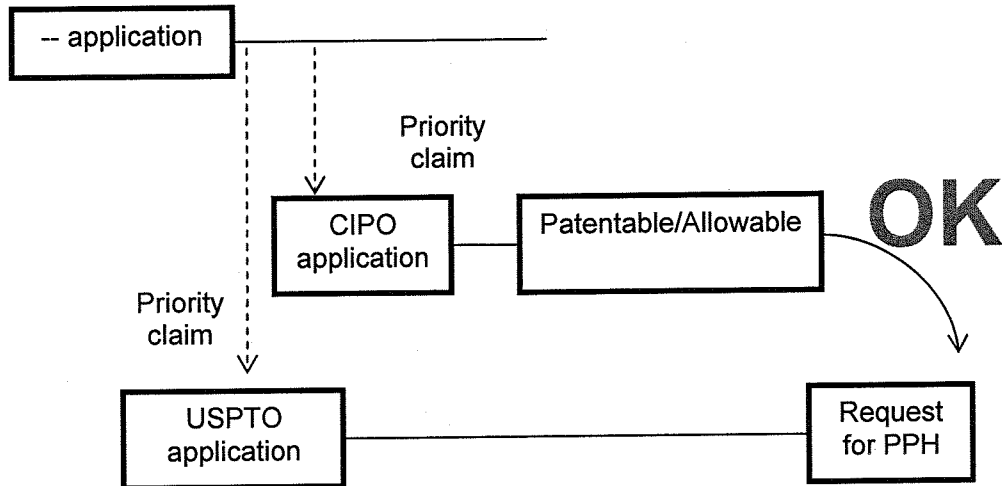 -- application
Priority
claim
OK
CIPO
application
Patentable/Allowable
Priority
claim
USPTO
application
Request
for PPH